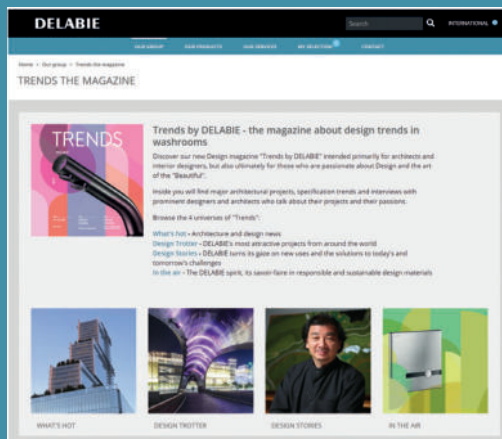 DELABIE
Search
INTERNATIONAL
OUR GROUP OUR PRODUCTS OUR SERVICES MY SELECTION CONTACT
Home > Our group > Trends the magazine
TRENDS THE MAGAZINE
TRENDS
Trends by DELABIE - the magazine about design trends in
washrooms
Discover our new Design magazine "Trends by DELABIE" intended primarily for architects and
interior designers, but also ultimately for those who are passionate about Design and the art
of the "Beautiful".
Inside you will find major architectural projects, specification trends and interviews with
prominent designers and architects who talk about their projects and their passions.
Browse the 4 universes of "Trends":
What's hot - Architecture and design news
Design Trotter - DELABIE's most attractive projects from around the world
Design Stories - DELABIE turns its gaze on new uses and the solutions to today's and
tomorrow's challenges
In the air - The DELABIE spirit, its savoir-faire in responsible and sustainable design materials
WHAT'S HOT
DESIGN TROTTER
DESIGN STORIES
IN THE AIR